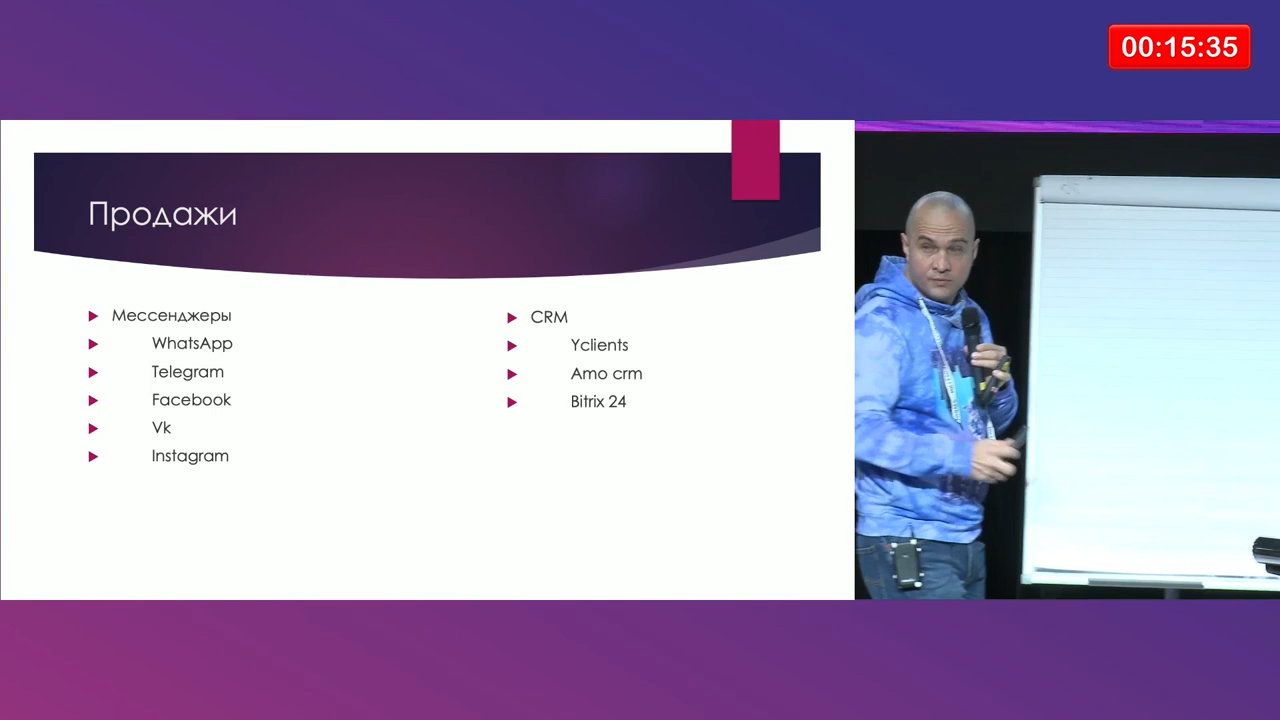 00:15:35
Продажи
Мессенджеры
WhatsApp
Telegram
Facebook
Vk
Instagram
CRM
Yclients
Amo crm
Bitrix 24